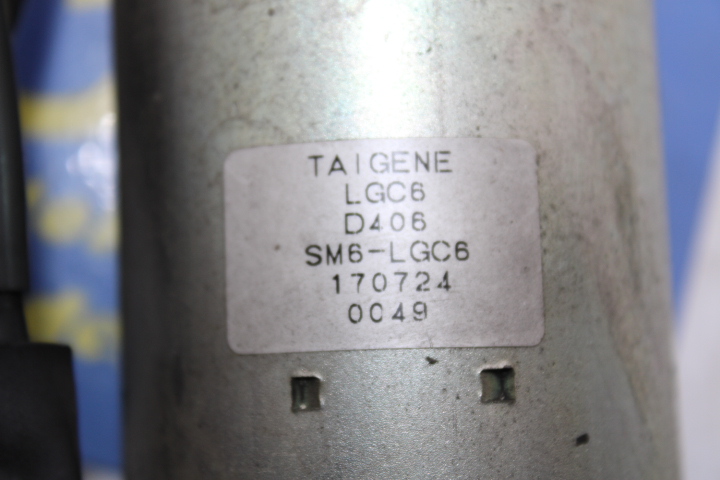 TAIGENE
LGC6
D406
SM6-LGC6
170724
0049